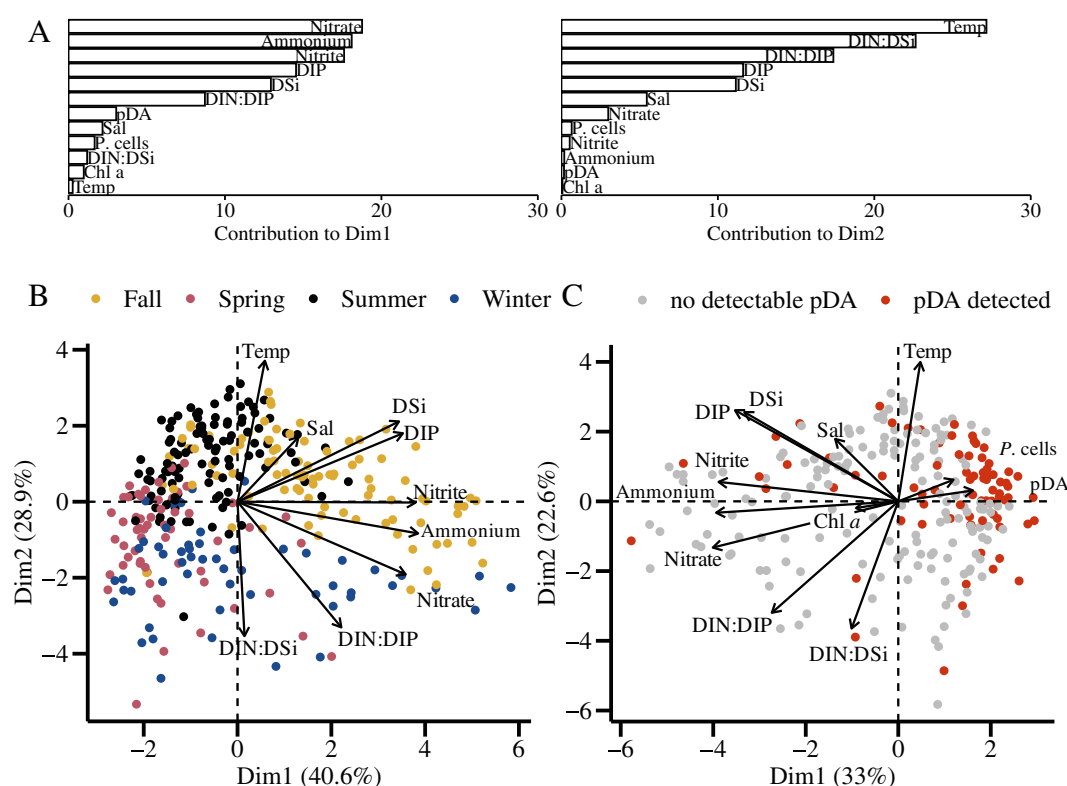 A
Nitrate
Ammonium
Nitrite
DIP
DSi
DIN:DIP
pDA
Sal
P. cells
DIN:DSi
Chl a
Temp
0 10 20 30
Contribution to Dim1
Temp
DIN:DSi
DIN:DIP
DIP
DSi
Sal
Nitrate
P. cells
Nitrite
Ammonium
pDA
Chl a
0 10 20 30
Contribution to Dim2
B
Fall Spring Summer Winter
Temp
DSi
DIP
Sal
Nitrite
Ammonium
Nitrate
DIN:DIP
DIN:DSi
4
2
0
−2
−4
Dim2 (28.9%)
−2 0 2 4 6
Dim1 (40.6%)
C
no detectable pDA pDA detected
Temp
DSi
DIP
Sal
P. cells
Nitrite
pDA
Ammonium
Chl a
Nitrate
DIN:DIP
DIN:DSi
4
2
0
−2
−4
−6
Dim2 (22.6%)
−6 −4 −2 0 2
Dim1 (33%)